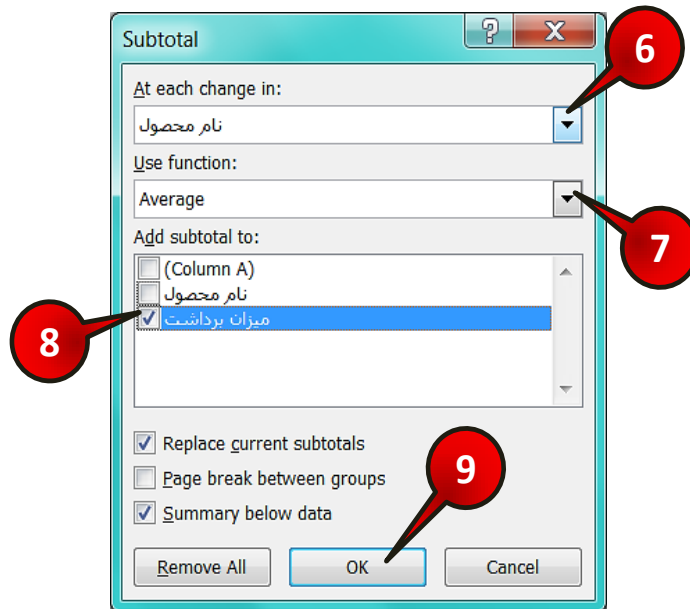 Subtotal
6
At each change in:
نام محصول
Use function:
Average
7
Add subtotal to:
(Column A)
نام محصول
میزان برداشت
8
Replace current subtotals
Page break between groups
9
Summary below data
Remove All OK Cancel